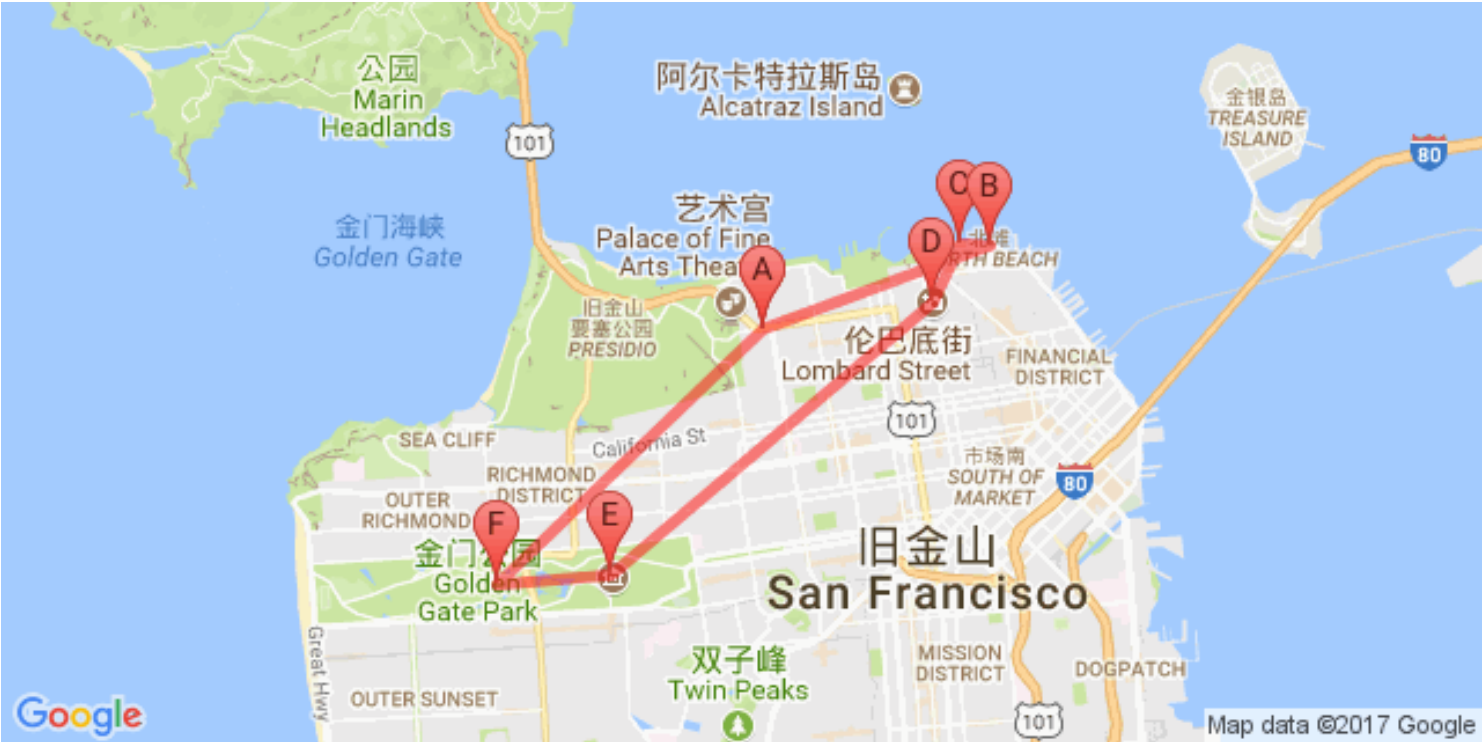 公园
Marin
Headlands
101
阿尔卡特拉斯岛
Alcatraz Island
金银岛
TREASURE
ISLAND
80
金门海峡
Golden Gate
艺术宫
Palace of Fine
Arts Thea
A
B
C
D
北滩
RTH BEACH
旧金山
要塞公园
PRESIDIO
伦巴底街
Lombard Street
FINANCIAL
DISTRICT
101
SEA CLIFF
California St
RICHMOND
DISTRICT
OUTER
RICHMOND
市场南
SOUTH OF
MARKET
80
F
E
金门公园
Golden
Gate Park
旧金山
San Francisco
Great Hwy
双子峰
Twin Peaks
MISSION
DISTRICT
DOGPATCH
OUTER SUNSET
101
Google
Map data ©2017 Google